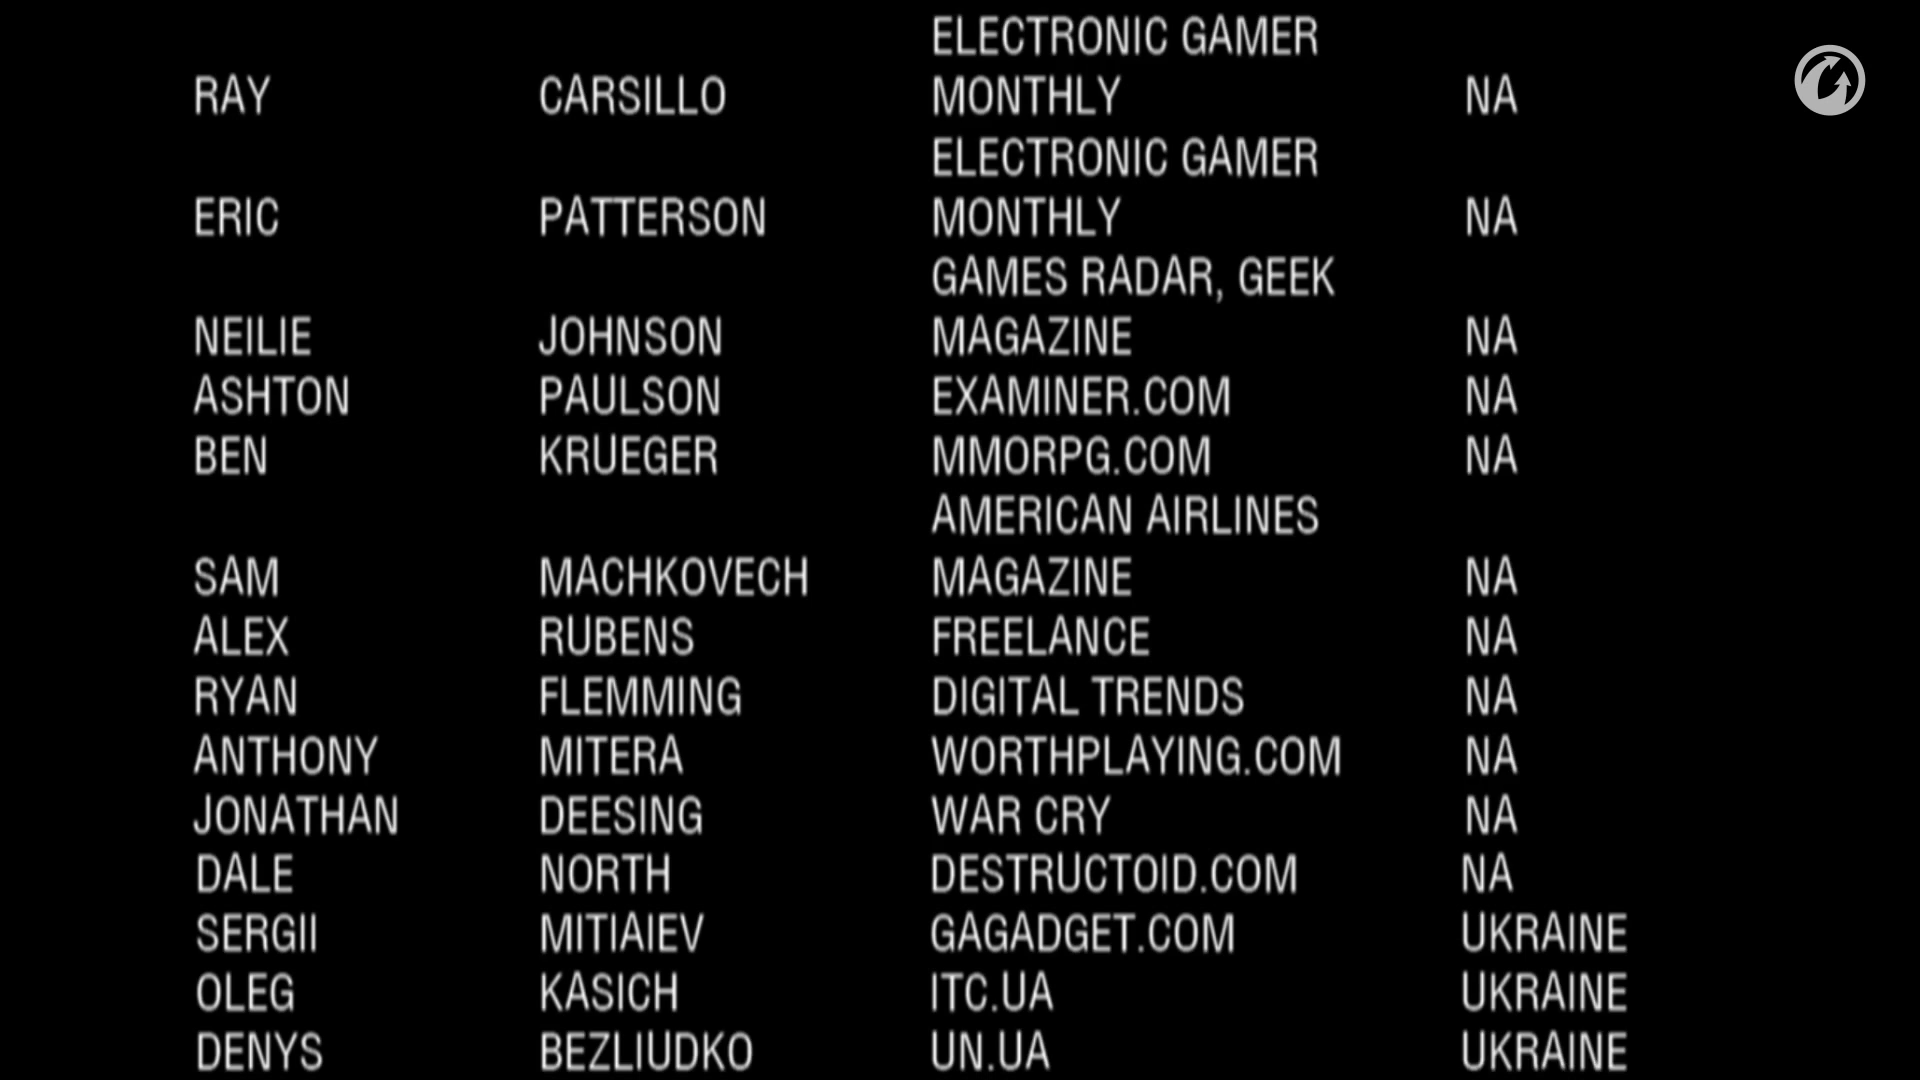 ELECTRONIC GAMER
RAY CARSILLO MONTHLY NA
ELECTRONIC GAMER
ERIC PATTERSON MONTHLY NA
GAMES RADAR, GEEK
NEILIE JOHNSON MAGAZINE NA
ASHTON PAULSON EXAMINER.COM NA
BEN KRUEGER MMORPG.COM NA
AMERICAN AIRLINES
SAM MACHKOVECH MAGAZINE NA
ALEX RUBENS FREELANCE NA
RYAN FLEMMING DIGITAL TRENDS NA
ANTHONY MITERA WORTHPLAYING.COM NA
JONATHAN DEESING WAR CRY NA
DALE NORTH DESTRUCTOID.COM NA
SERGII MITIAIEV GAGADGET.COM UKRAINE
OLEG KASICH ITC.UA UKRAINE
DENYS BEZLIUDKO UN.UA UKRAINE